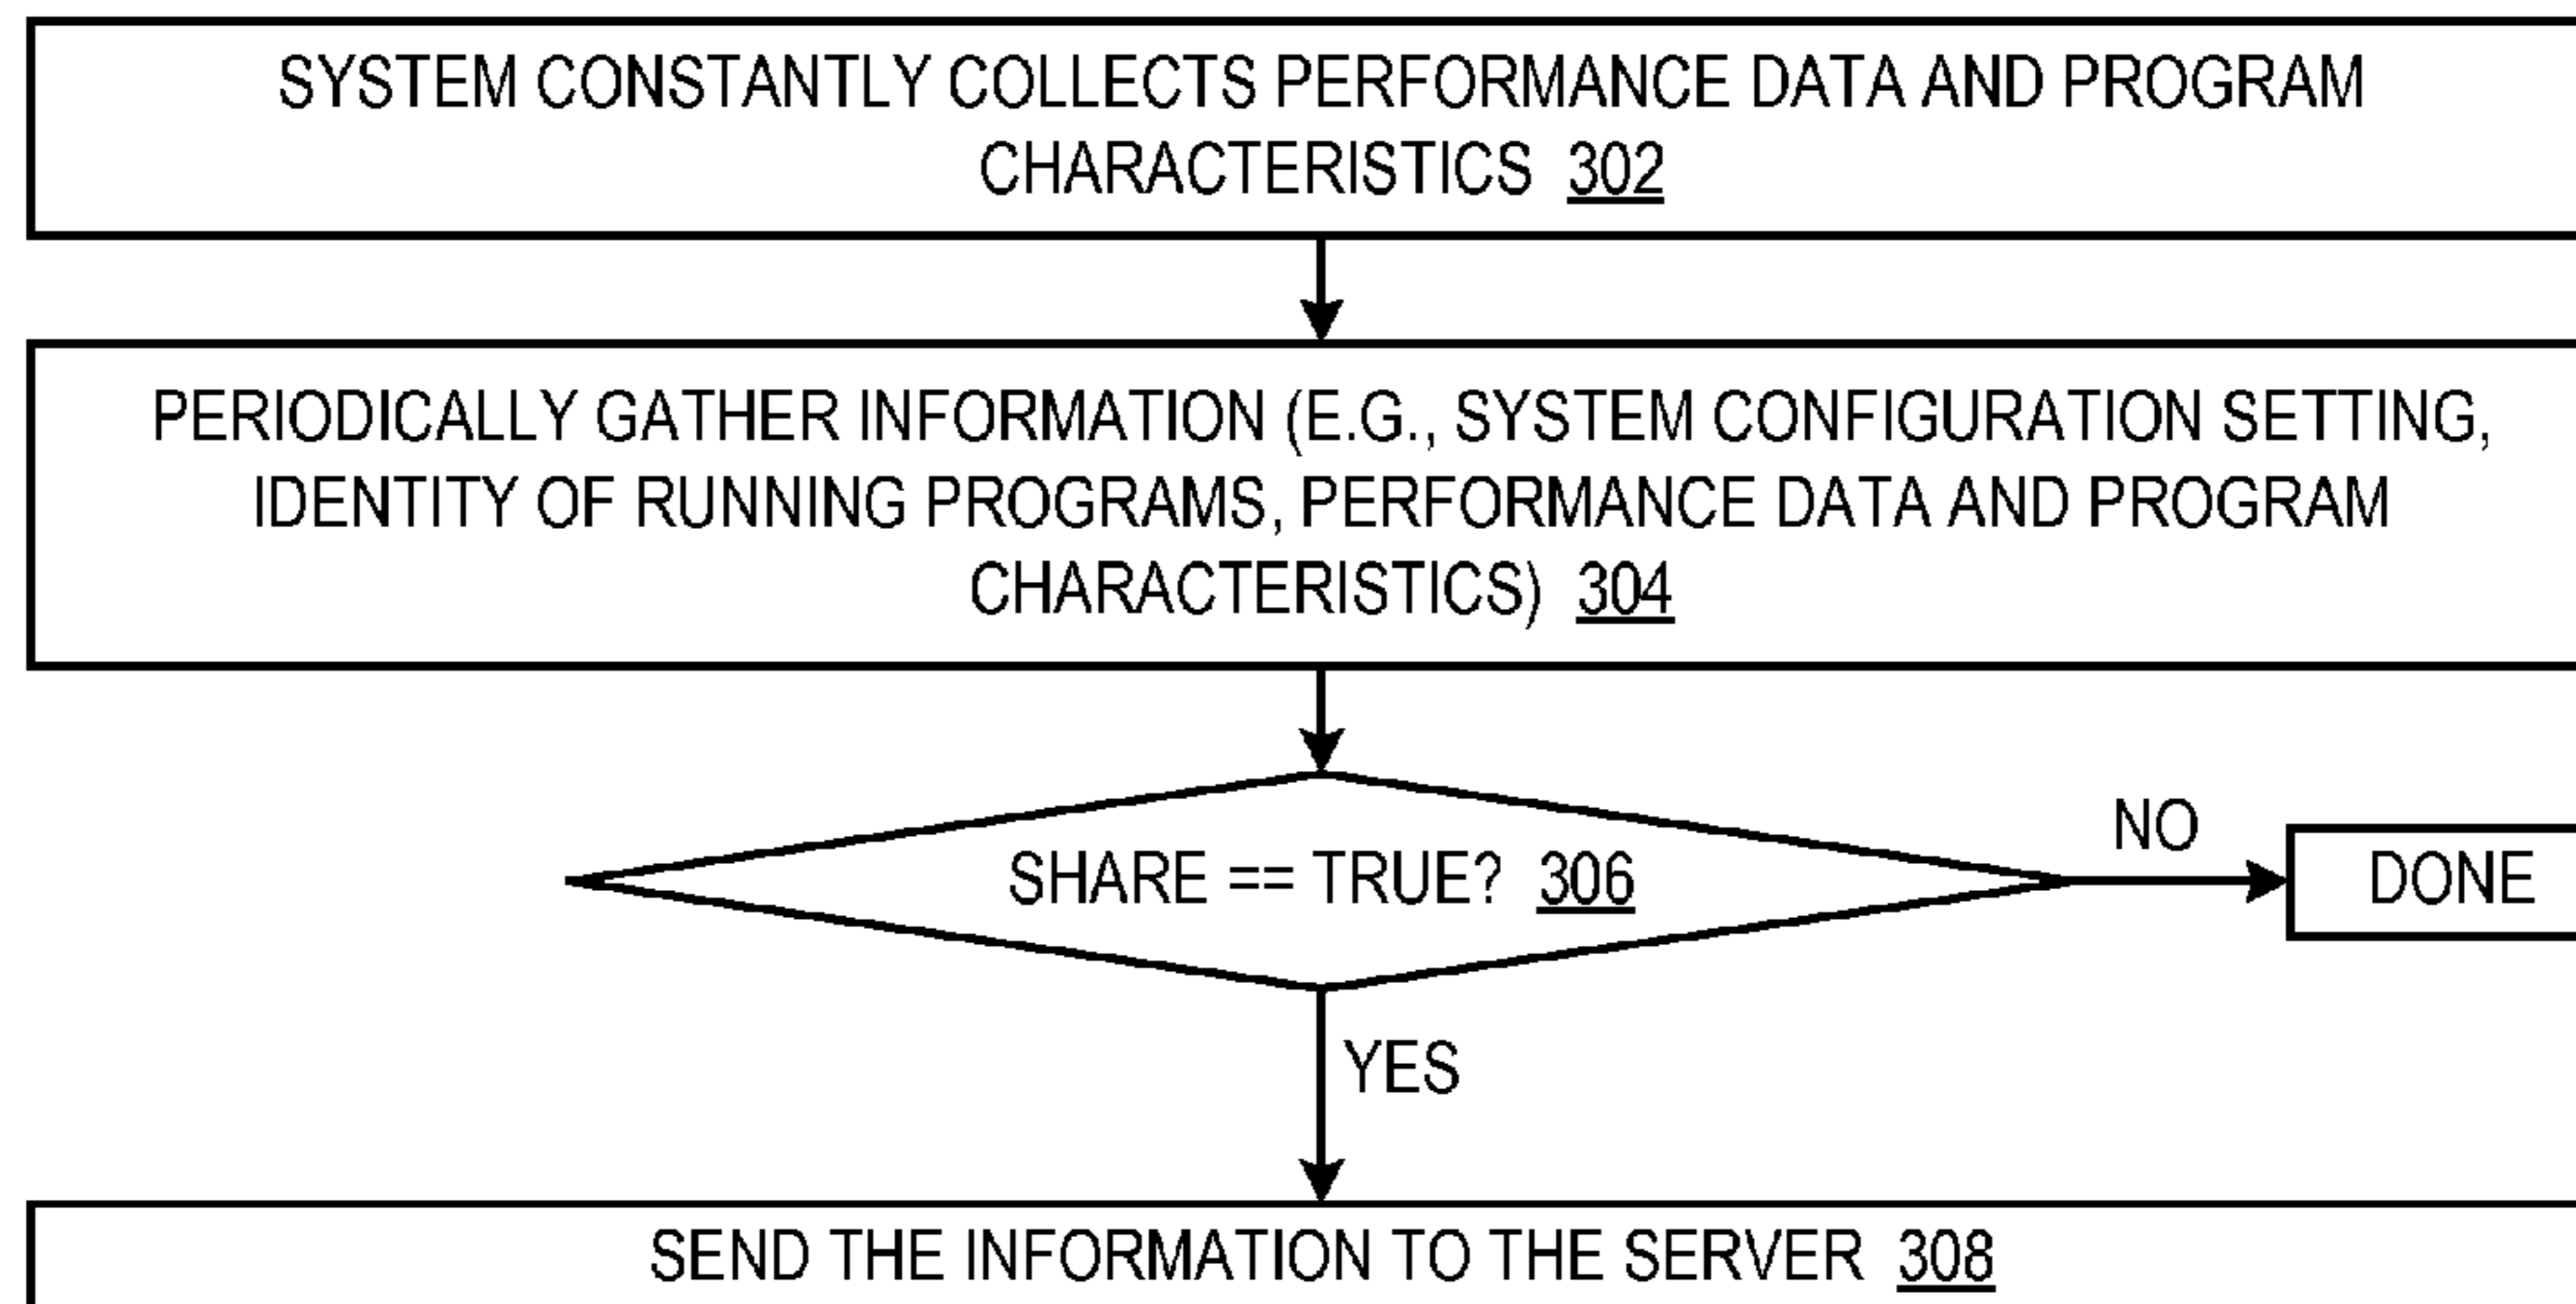 SYSTEM CONSTANTLY COLLECTS PERFORMANCE DATA AND PROGRAM
CHARACTERISTICS 302
PERIODICALLY GATHER INFORMATION (E.G., SYSTEM CONFIGURATION SETTING,
IDENTITY OF RUNNING PROGRAMS, PERFORMANCE DATA AND PROGRAM
CHARACTERISTICS) 304
SHARE == TRUE? 306
NO
DONE
YES
SEND THE INFORMATION TO THE SERVER 308